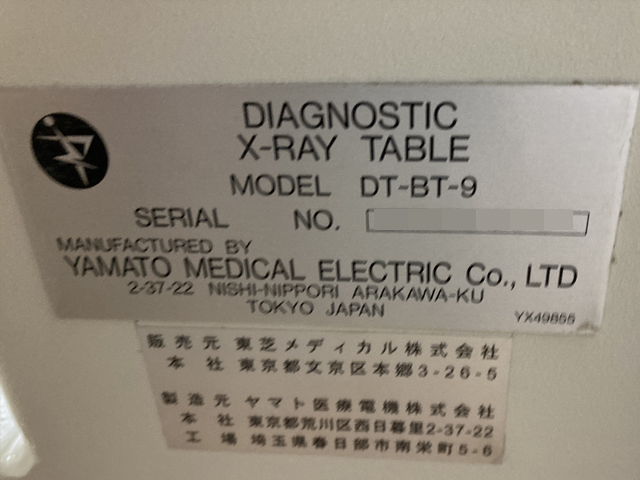 DIAGNOSTIC
X-RAY TABLE
MODEL DT-BT-9
SERIAL NO.
MANUFACTURED BY
YAMATO MEDICAL ELECTRIC Co., LTD
2-37-22 NISHI-NIPPORI ARAKAWA-KU
TOKYO JAPAN
YX49855
販売元 東芝メディカル株式会社
本社 東京都文京区本郷3-26-5
製造元 ヤマト医療電機株式会社
本社 東京都荒川区西日暮里2-37-22
工場 埼玉県春日部市南栄町5-6